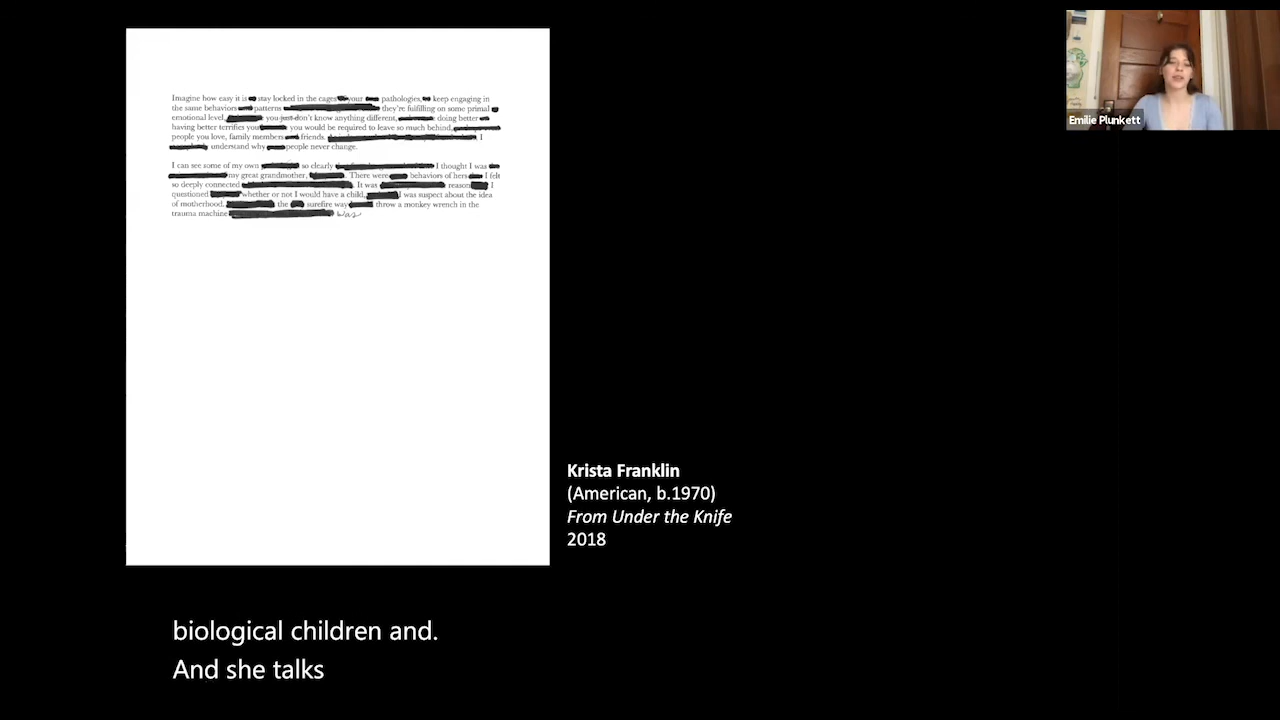 Imagine how easy it is stay locked in the cages your pathologies, keep engaging in
the same behaviors patterns they're fulfilling on some primal
emotional level, you just don't know anything different, doing better
having better terrifies you you would be required to leave so much behind,
people you love, family members friends. I
understand why people never change.
I can see some of my own so clearly I thought I was
my great grandmother, There were behaviors of hers I felt
so deeply connected . It was reason I
questioned whether or not I would have a child, I was suspect about the idea
of motherhood, the surefire way throw a monkey wrench in the
trauma machine was
Krista Franklin
(American, b.1970)
From Under the Knife
2018
biological children and.
And she talks
Emilie Plunkett